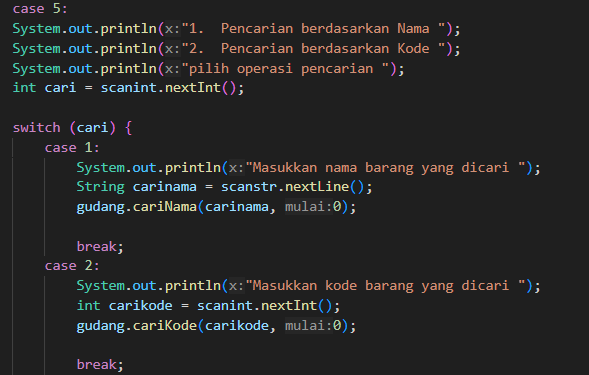 case 5:
System.out.println(x:"1.  Pencarian berdasarkan Nama ");
System.out.println(x:"2.  Pencarian berdasarkan Kode ");
System.out.println(x:"pilih operasi pencarian ");
int cari = scanint.nextInt();
switch (cari) {
case 1:
System.out.println(x:"Masukkan nama barang yang dicari ");
String carinama = scanstr.nextLine();
gudang.cariNama(carinama, mulai:0);
break;
case 2:
System.out.println(x:"Masukkan kode barang yang dicari ");
int carikode = scanint.nextInt();
gudang.cariKode(carikode, mulai:0);
break;